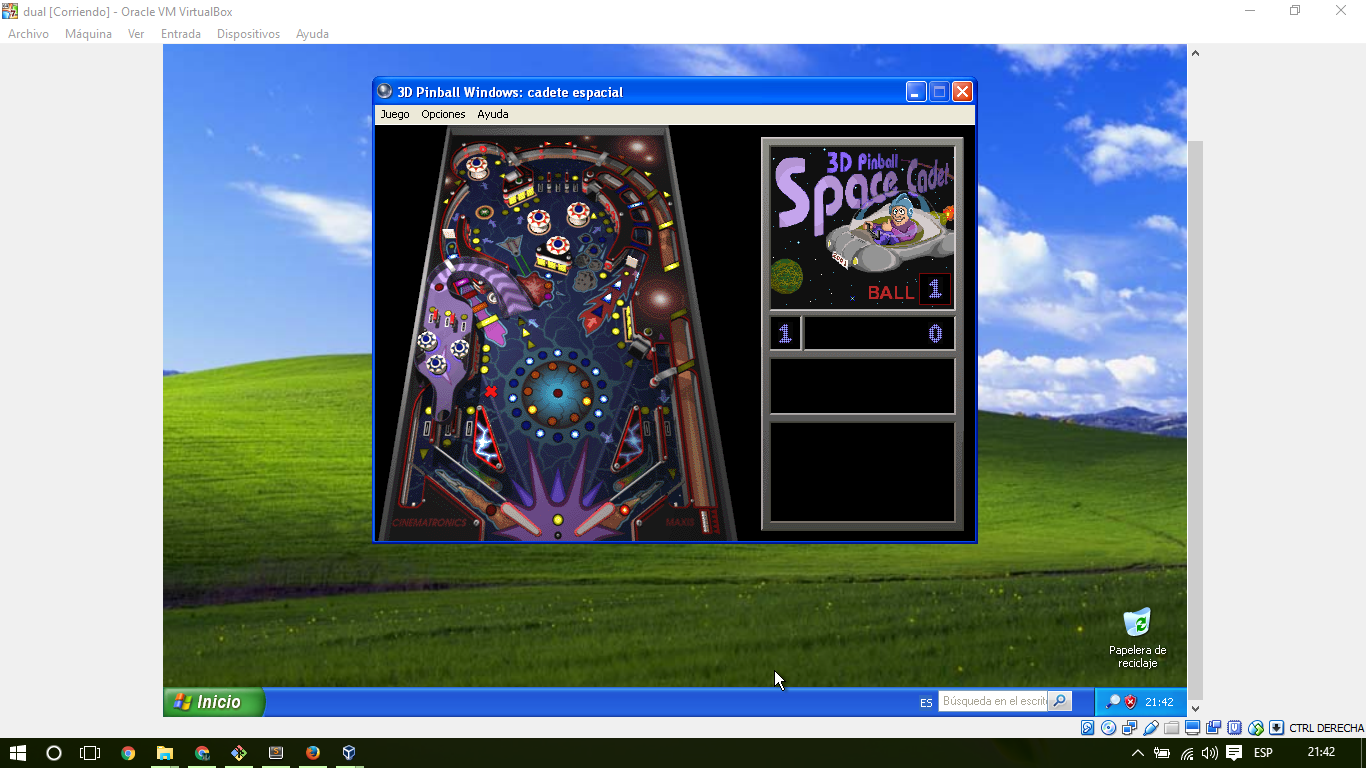 dual [Corriendo] - Oracle VM VirtualBox
Archivo Máquina Ver Entrada Dispositivos Ayuda
3D Pinball Windows: cadete espacial
Juego Opciones Ayuda
3D Pinball
Space Cadet
BALL 1
1 0
CINEMATRONICS
MAXIS
Papelera de
reciclaje
Inicio
ES
Búsqueda en el escrito
21:42
CTRL DERECHA
ESP
21:42